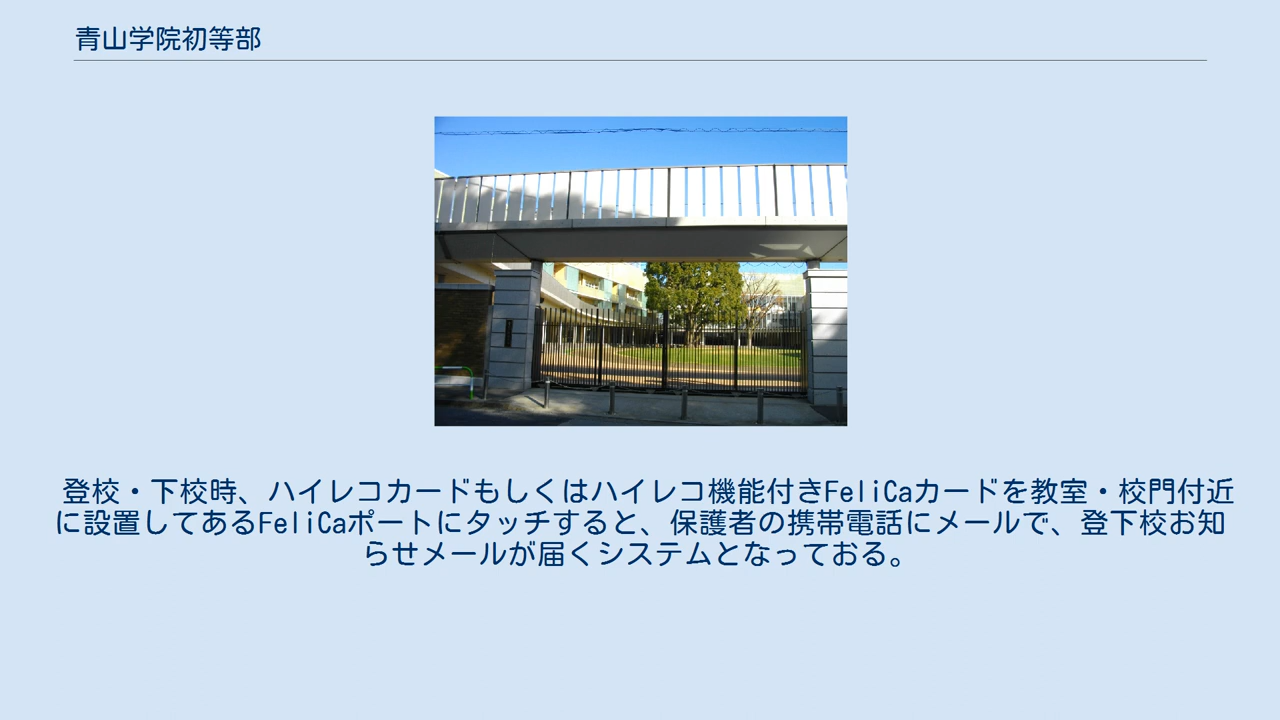 青山学院初等部
登校・下校時、ハイレコカードもしくはハイレコ機能付きFeliCaカードを教室・校門付近
に設置してあるFeliCaポートにタッチすると、保護者の携帯電話にメールで、登下校お知
らせメールが届くシステムとなっておる。